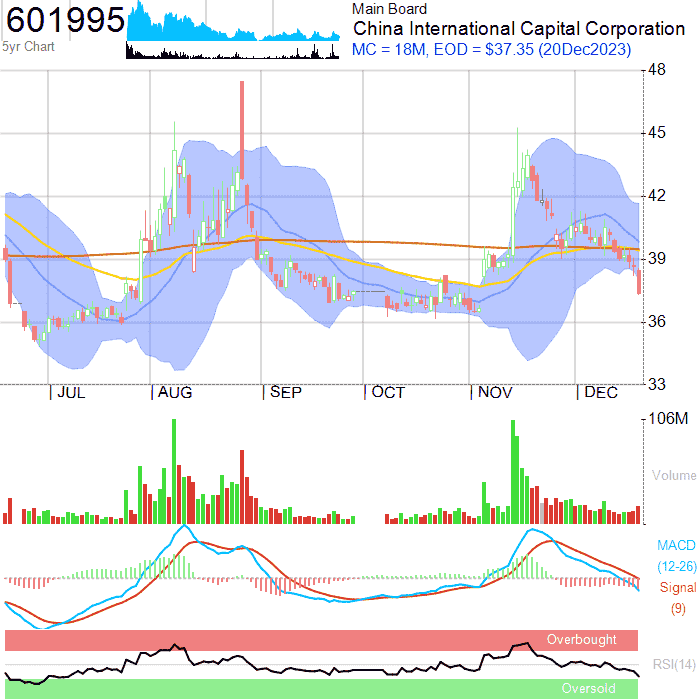 601995
Main Board
China International Capital Corporation
5yr Chart
MC = 18M, EOD = $37.35 (20Dec2023)
48
45
42
39
36
33
JUL AUG SEP OCT NOV DEC
106M
Volume
MACD
(12-26)
Signal
(9)
Overbought
RSI(14)
Oversold